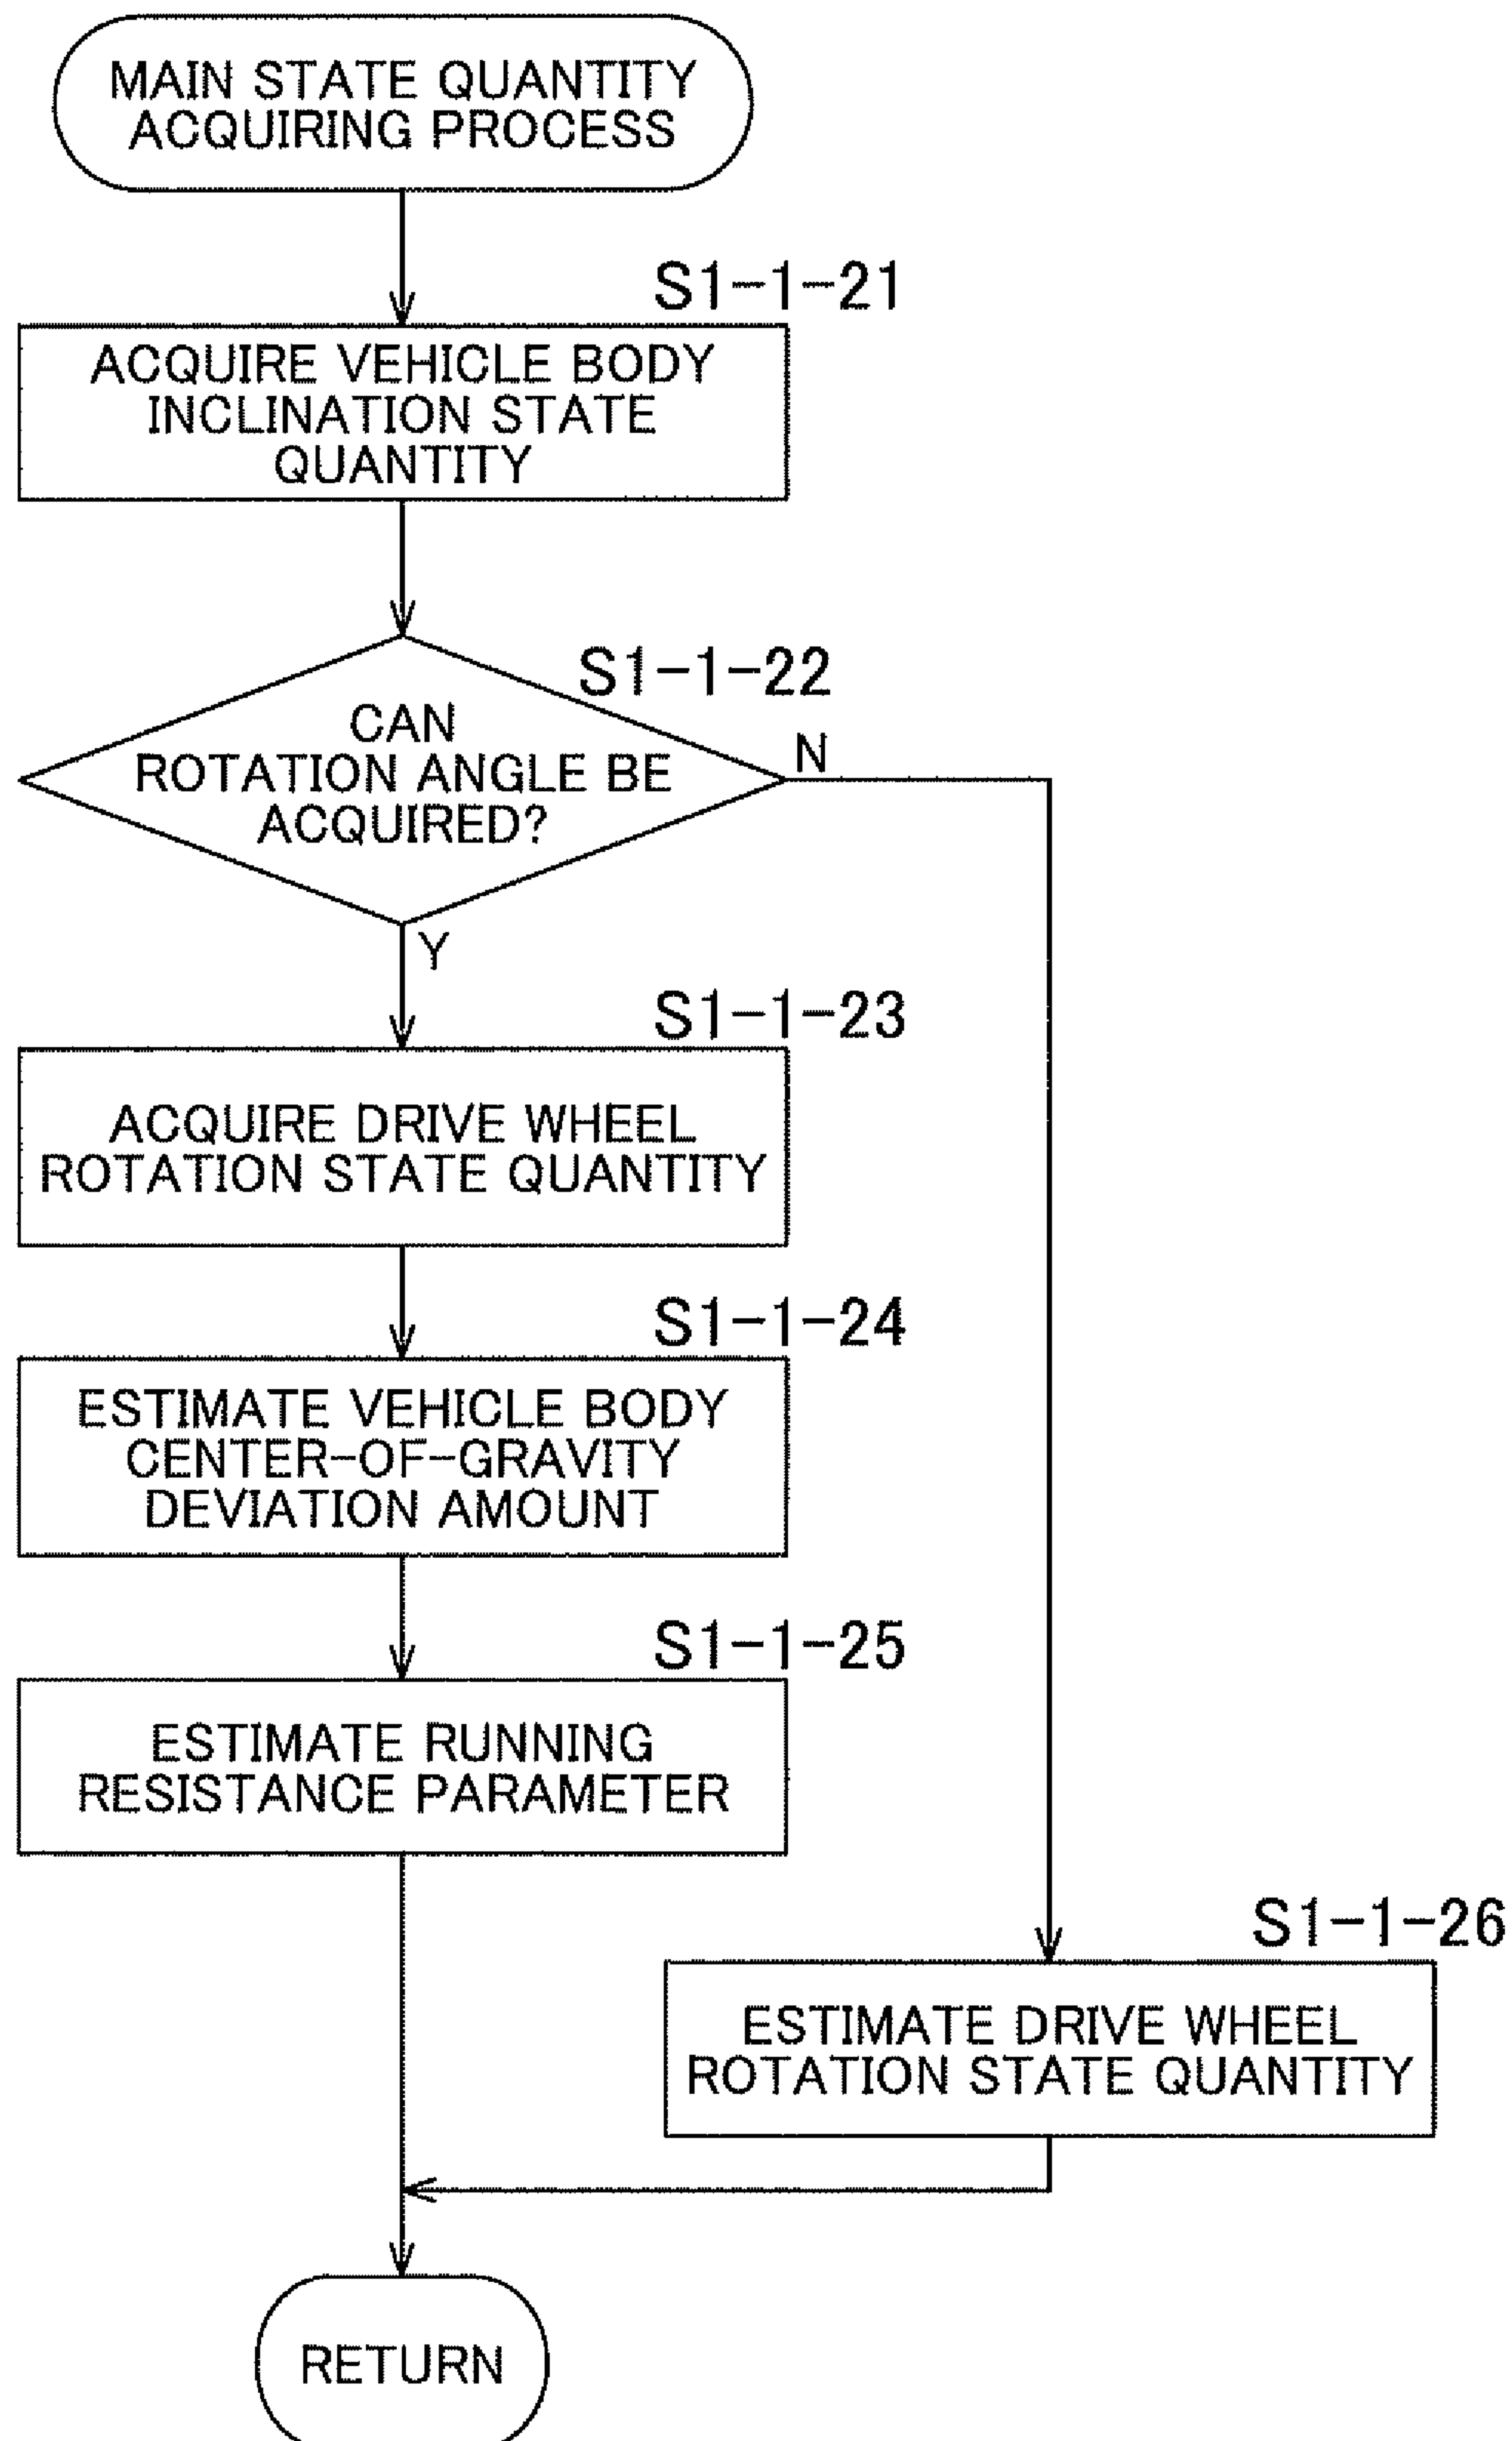 MAIN STATE QUANTITY
ACQUIRING PROCESS
S1-1-21
ACQUIRE VEHICLE BODY
INCLINATION STATE
QUANTITY
S1-1-22
CAN
ROTATION ANGLE BE
ACQUIRED?
N
Y
S1-1-23
ACQUIRE DRIVE WHEEL
ROTATION STATE QUANTITY
S1-1-24
ESTIMATE VEHICLE BODY
CENTER-OF-GRAVITY
DEVIATION AMOUNT
S1-1-25
ESTIMATE RUNNING
RESISTANCE PARAMETER
S1-1-26
ESTIMATE DRIVE WHEEL
ROTATION STATE QUANTITY
RETURN